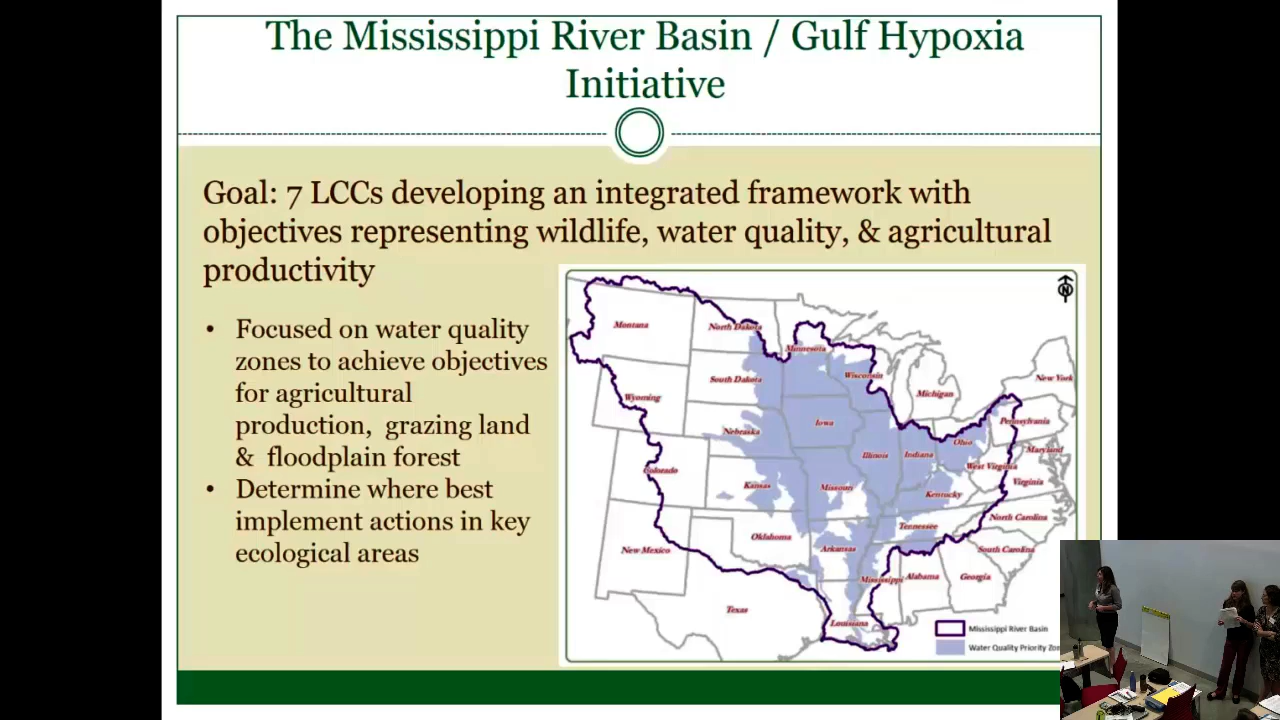 The Mississippi River Basin / Gulf Hypoxia
Initiative
Goal: 7 LCCs developing an integrated framework with
objectives representing wildlife, water quality, & agricultural
productivity
• Focused on water quality
zones to achieve objectives
for agricultural
production, grazing land
& floodplain forest
• Determine where best
implement actions in key
ecological areas
N
Montana
North Dakota
Minnesota
South Dakota
Wisconsin
Michigan
New York
Wyoming
Nebraska
Iowa
Pennsylvania
Illinois
Indiana
Ohio
Maryland
Colorado
Kansas
Missouri
West Virginia
Virginia
Kentucky
Oklahoma
Tennessee
North Carolina
New Mexico
Arkansas
South Carolina
Mississippi
Alabama
Georgia
Texas
Louisiana
Mississippi River Basin
Water Quality Priority